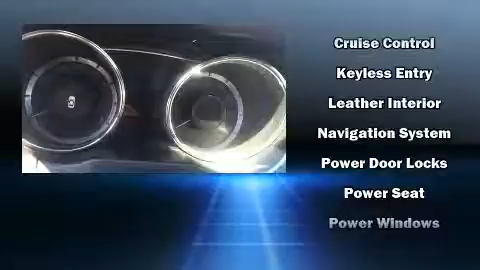 Cruise Control
Keyless Entry
Leather Interior
Navigation System
Power Door Locks
Power Seat
Power Windows